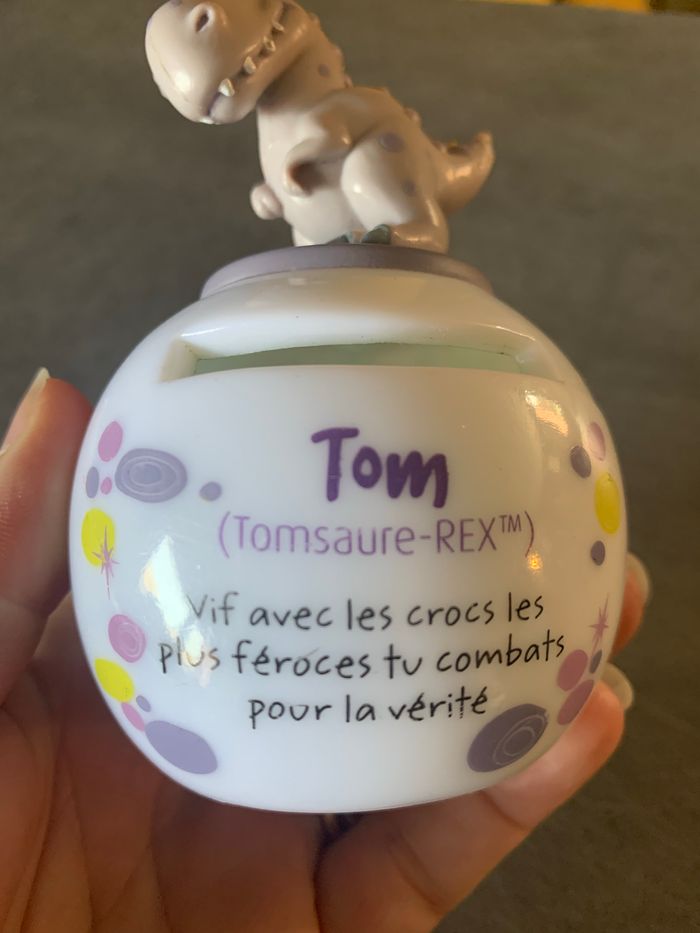 Tom
(Tomsaure-REX™)
Vif avec les crocs les
plus féroces tu combats
pour la vérité